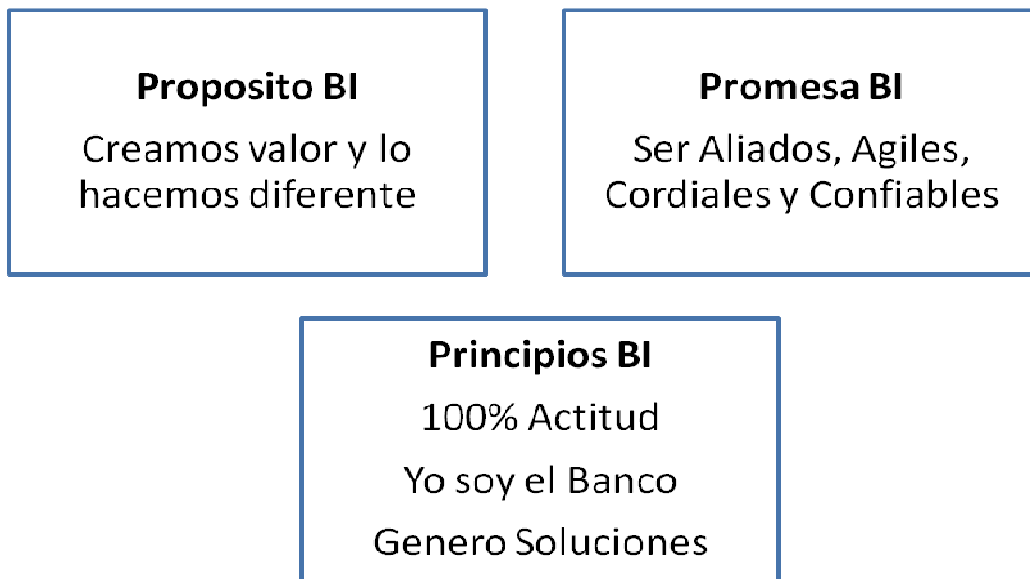 Proposito BI
Creamos valor y lo
hacemos diferente
Promesa BI
Ser Aliados, Agiles,
Cordiales y Confiables
Principios BI
100% Actitud
Yo soy el Banco
Genero Soluciones